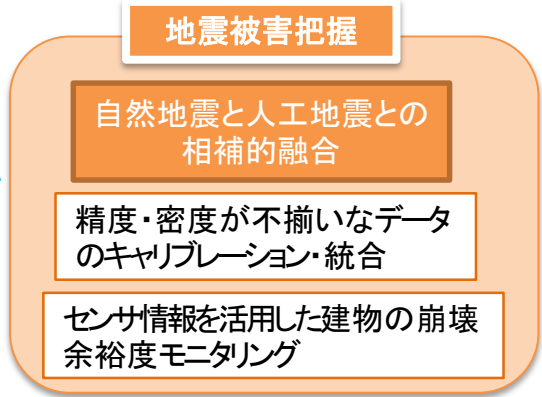 地震被害把握
自然地震と人工地震との
相補的融合
精度・密度が不揃いなデータ
のキャリブレーション・統合
センサ情報を活用した建物の崩壊
余裕度モニタリング